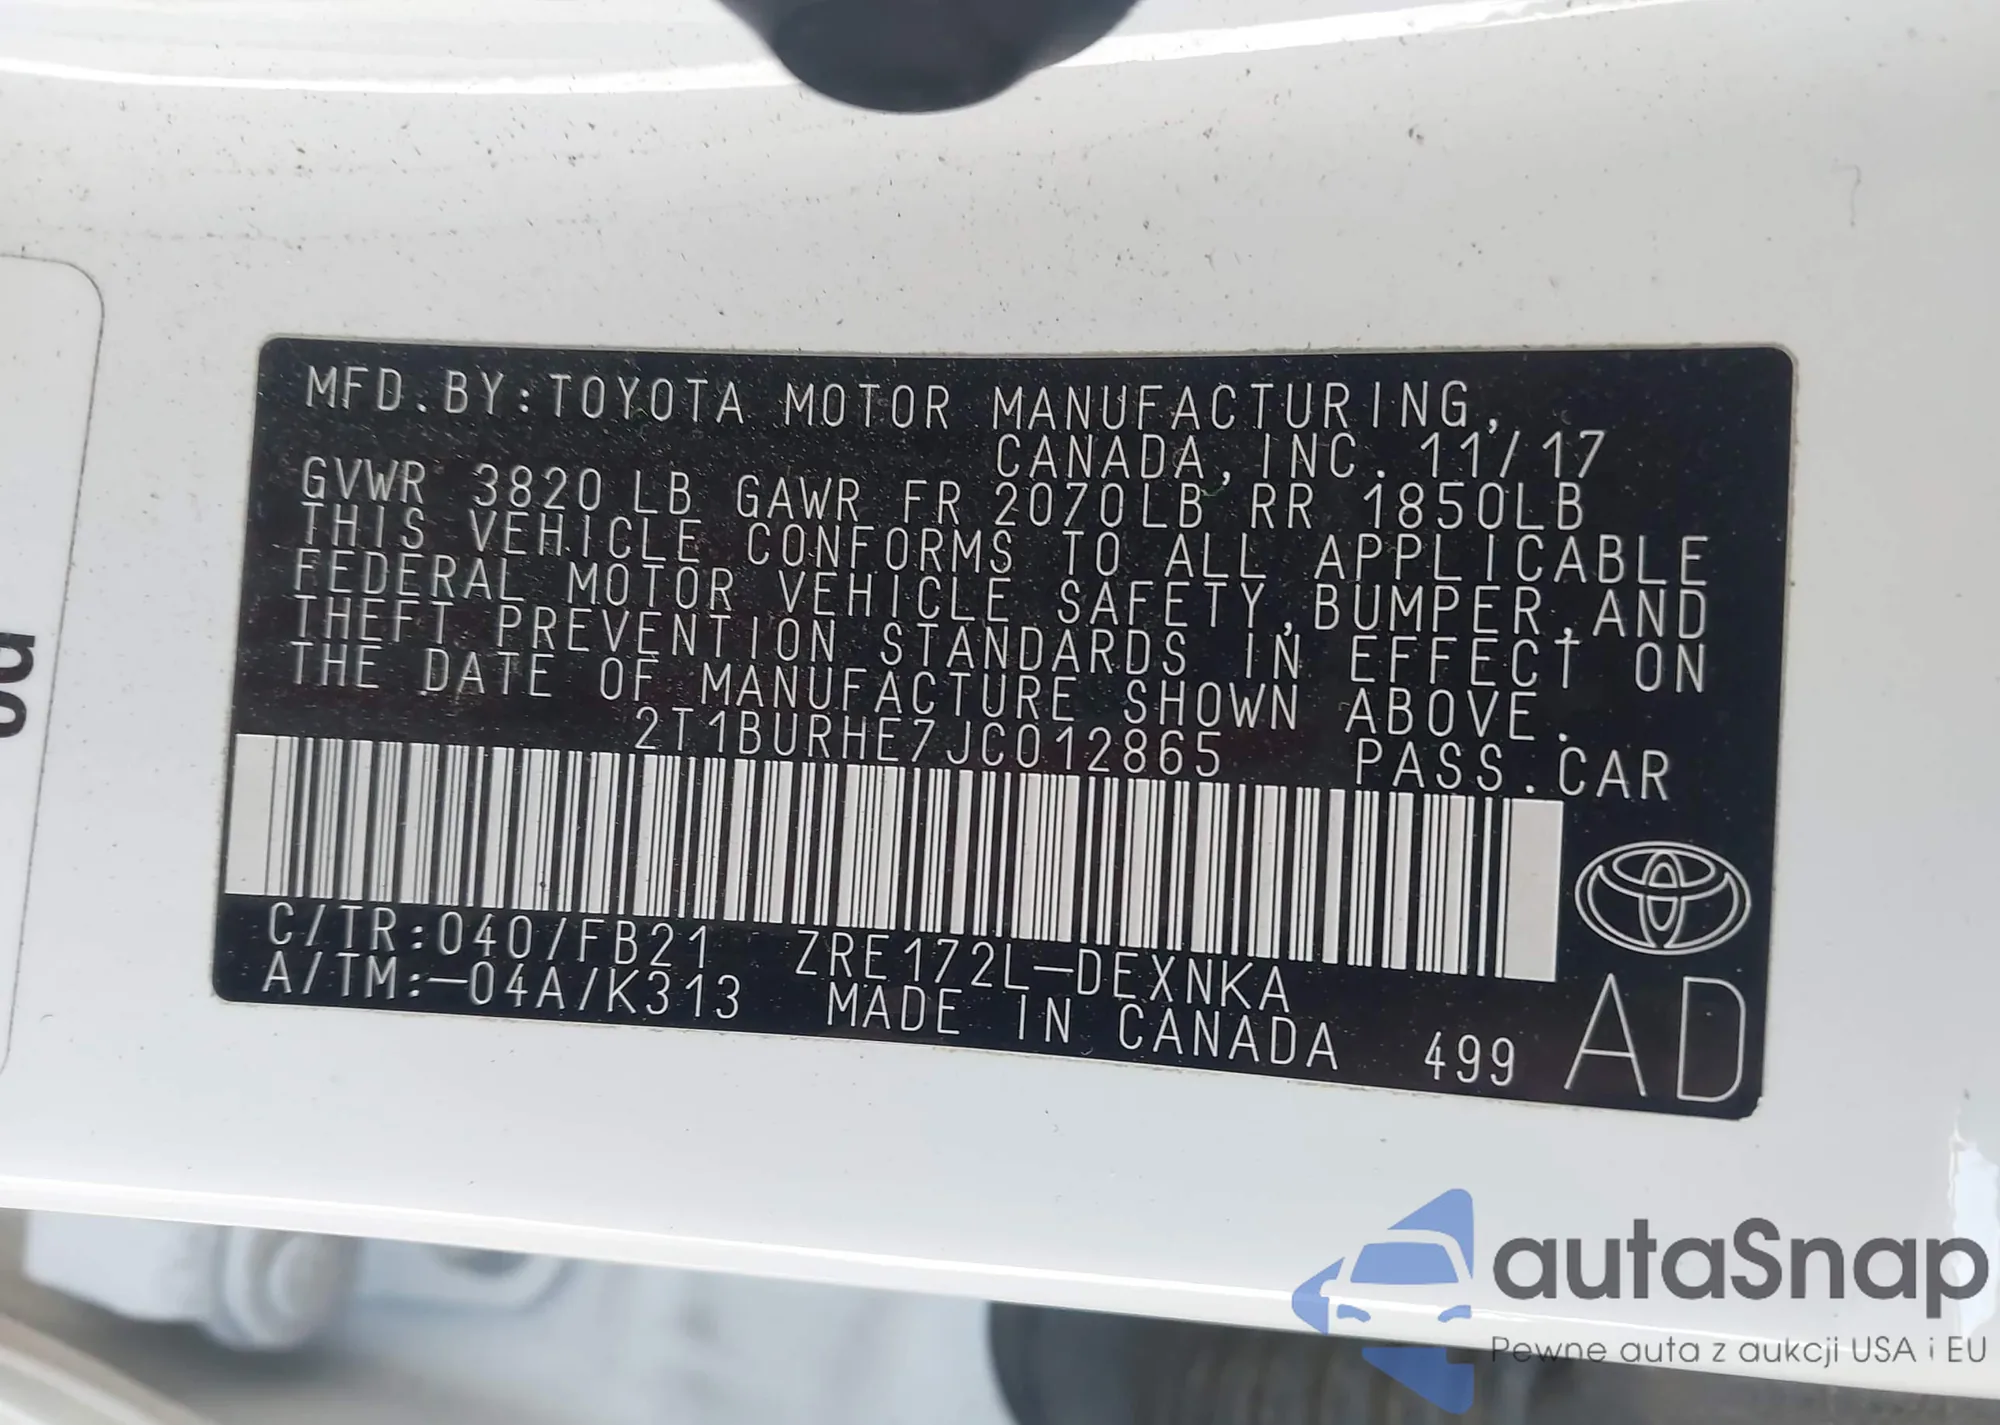 MFD.BY:TOYOTA MOTOR MANUFACTURING,
CANADA, INC. 11/17
GVWR 3820 LB GAWR FR 2070LB RR 1850LB
THIS VEHICLE CONFORMS TO ALL APPLICABLE
FEDERAL MOTOR VEHICLE SAFETY, BUMPER, AND
THEFT PREVENTION STANDARDS IN EFFECT ON
THE DATE OF MANUFACTURE SHOWN ABOVE.
2T1BURHE7JC012865 PASS.CAR
C/TR:040/FB21 ZRE172L-DEXNKA
A/TM:-04A/K313 MADE IN CANADA 499 AD
autaSnap
Pewne auta z aukcji USA i EU